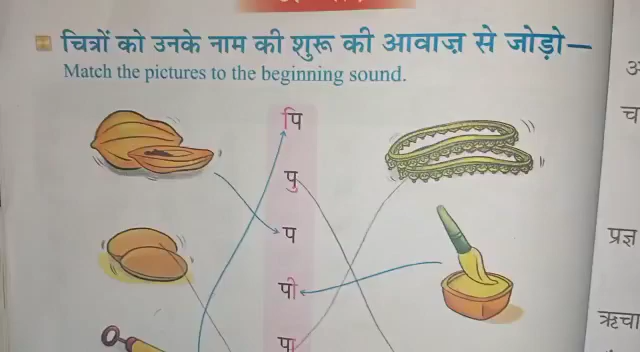 चित्रों को उनके नाम की शुरू की आवाज़ से जोड़ो—
Match the pictures to the beginning sound.
पि
पु
प
पी
पा
च
प्रज्ञ
ऋचा